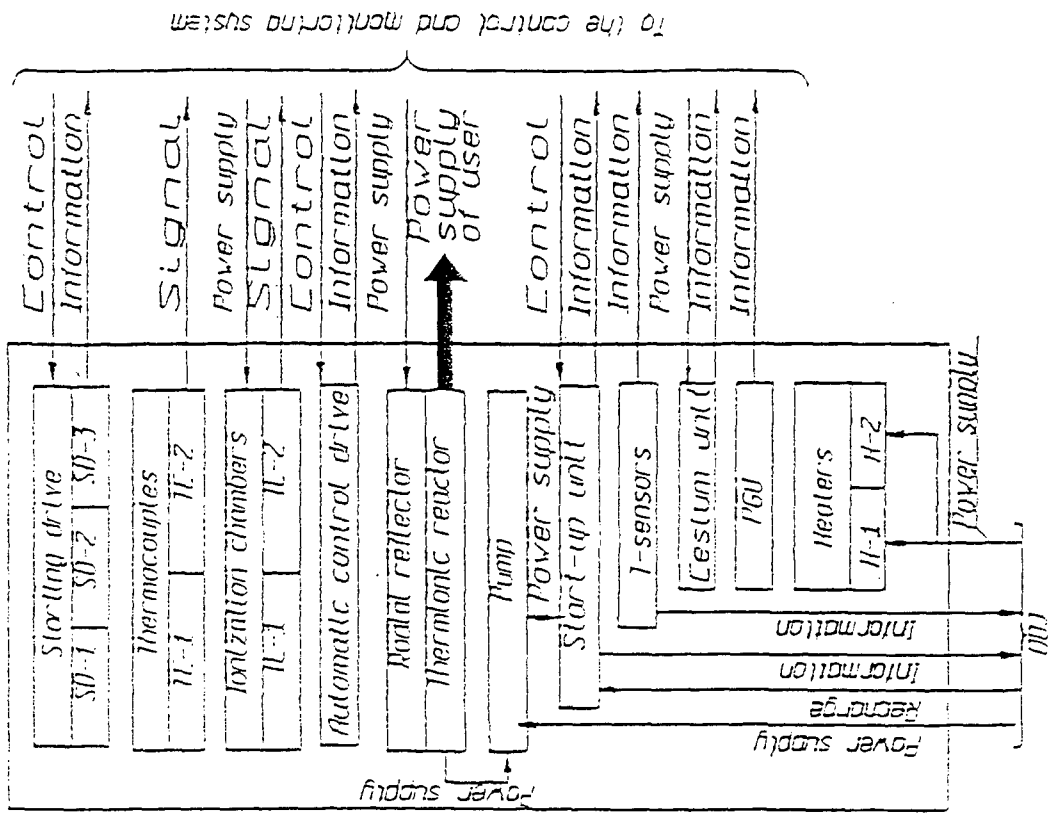 To the control and monitoring system
Control
Information
Signal
Power supply
Signal
Control
Information
Power supply
Power
supply
of user
Control
Information
Information
Power supply
Information
Information
Starting drive
SD-1
SD-2
SD-3
Thermocouples
TC-1
TC-2
Ionization chambers
IC-1
IC-2
Automatic control drive
Radial reflector
Thermionic reactor
Pump
Power supply
Start-up unit
T-sensors
Cesium unit
PGU
Heaters
H-1
H-2
Power supply
Power supply
Information
Information
Recharge
Power supply